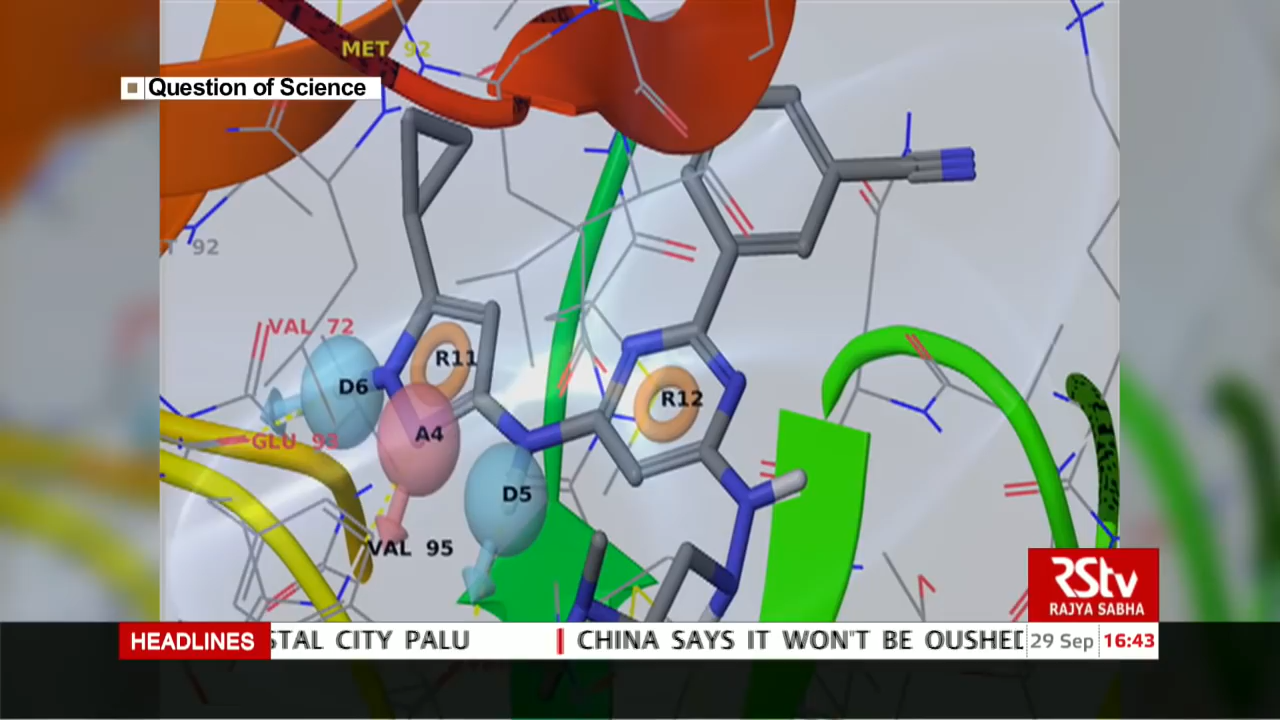 MET 92
Question of Science
T 92
VAL 72
R11
D6
R12
A4
GLU 93
D5
VAL 95
RSTV
RAJYA SABHA
HEADLINES
STAL CITY PALU
CHINA SAYS IT WON"T BE OUSHED
29 Sep
16:43